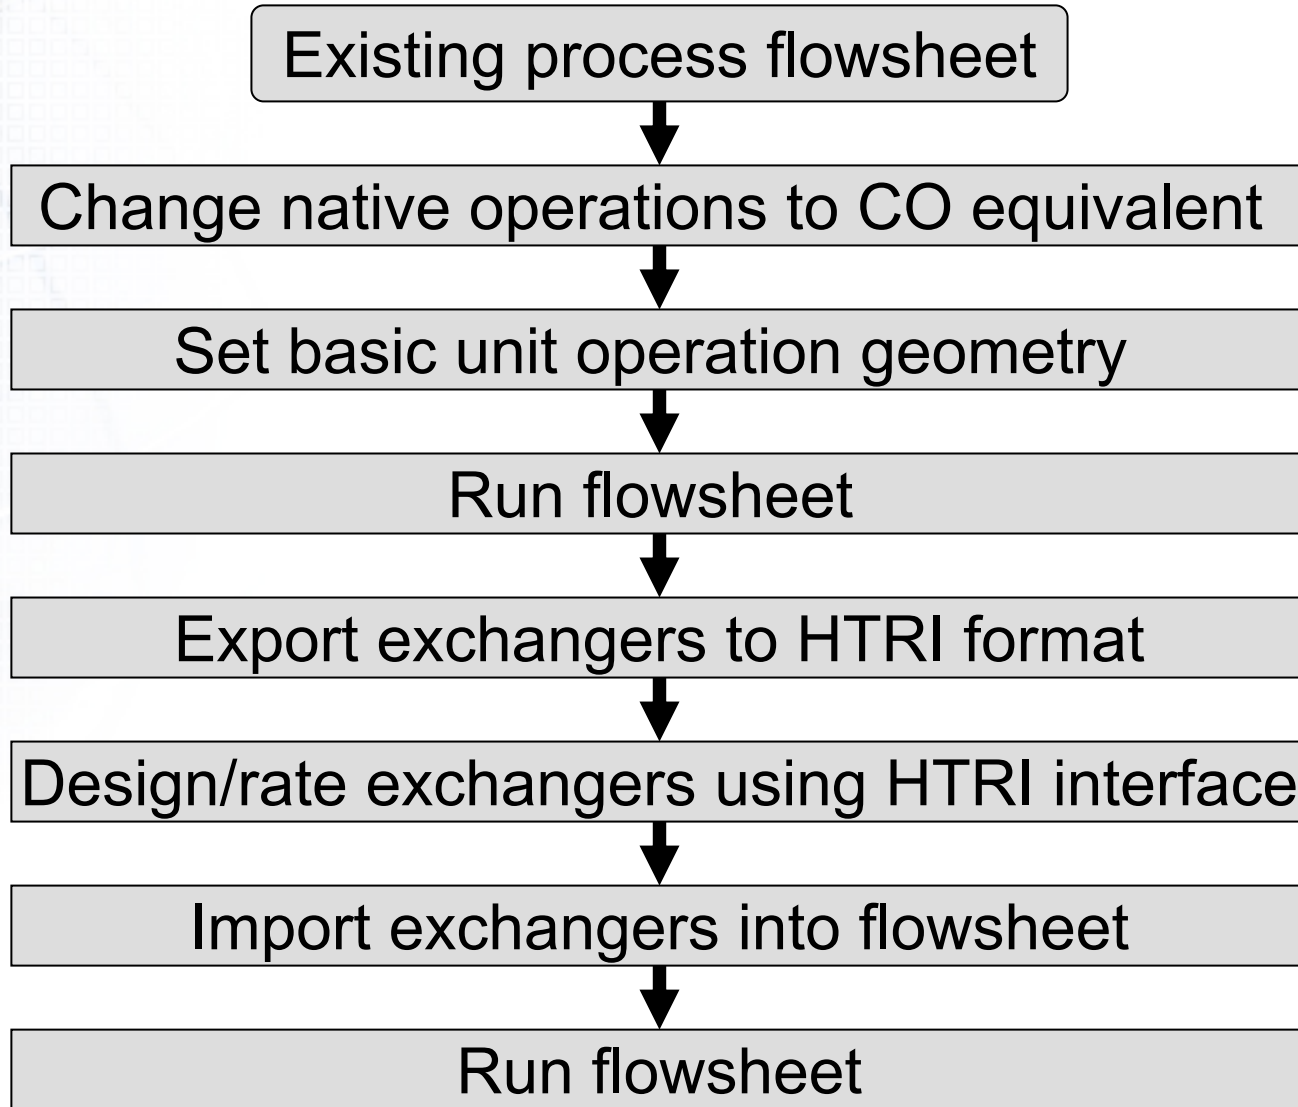 Existing process flowsheet
Change native operations to CO equivalent
Set basic unit operation geometry
Run flowsheet
Export exchangers to HTRI format
Design/rate exchangers using HTRI interface
Import exchangers into flowsheet
Run flowsheet